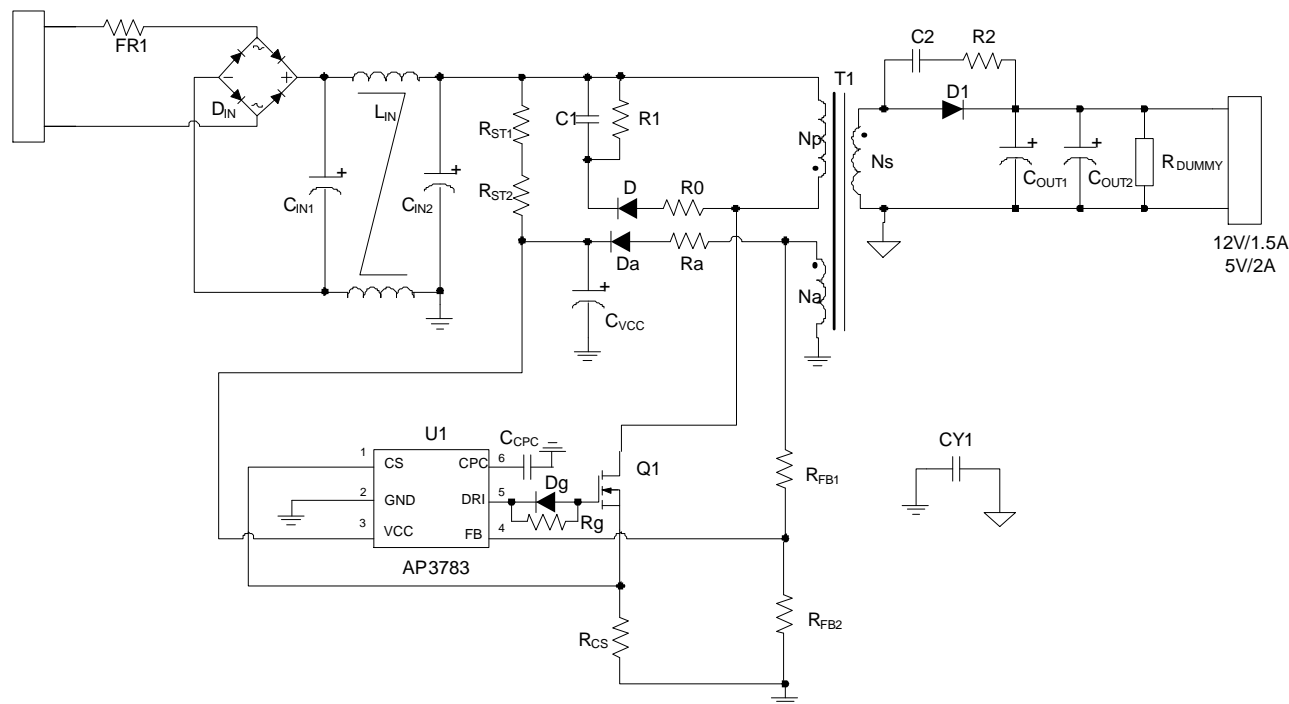 FR1
~
−
+
~
DIN
LIN
CIN1
+
CIN2
+
RST1
RST2
C1
R1
D
R0
Da
Ra
CVCC
+
T1
Np
Ns
Na
C2
R2
D1
COUT1
+
COUT2
+
RDUMMY
12V/1.5A
5V/2A
U1
1
CS
CPC
6
2
GND
DRI
5
3
VCC
FB
4
AP3783
CCPC
Dg
Rg
Q1
RFB1
RFB2
RCS
CY1